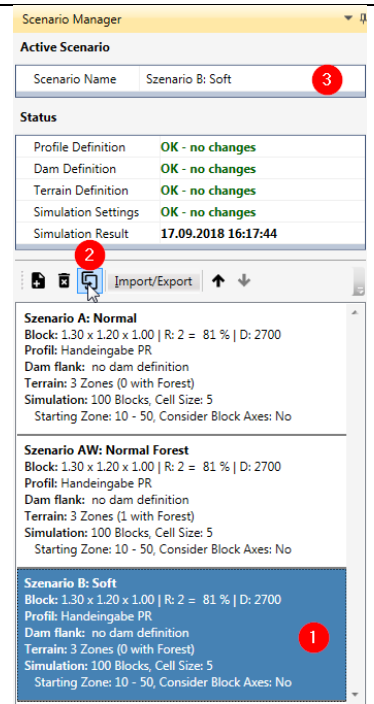 Scenario Manager
Active Scenario
Scenario Name Szenario B: Soft 3
Status
Profile Definition OK - no changes
Dam Definition OK - no changes
Terrain Definition OK - no changes
Simulation Settings OK - no changes
Simulation Result 17.09.2018 16:17:44
2
Import/Export
Szenario A: Normal
Block: 1.30 x 1.20 x 1.00 | R: 2 = 81 % | D: 2700
Profil: Handeingabe PR
Dam flank: no dam definition
Terrain: 3 Zones (0 with Forest)
Simulation: 100 Blocks, Cell Size: 5
Starting Zone: 10 - 50, Consider Block Axes: No
Szenario AW: Normal Forest
Block: 1.30 x 1.20 x 1.00 | R: 2 = 81 % | D: 2700
Profil: Handeingabe PR
Dam flank: no dam definition
Terrain: 3 Zones (1 with Forest)
Simulation: 100 Blocks, Cell Size: 5
Starting Zone: 10 - 50, Consider Block Axes: No
Szenario B: Soft
Block: 1.30 x 1.20 x 1.00 | R: 2 = 81 % | D: 2700
Profil: Handeingabe PR
Dam flank: no dam definition 1
Terrain: 3 Zones (0 with Forest)
Simulation: 100 Blocks, Cell Size: 5
Starting Zone: 10 - 50, Consider Block Axes: No